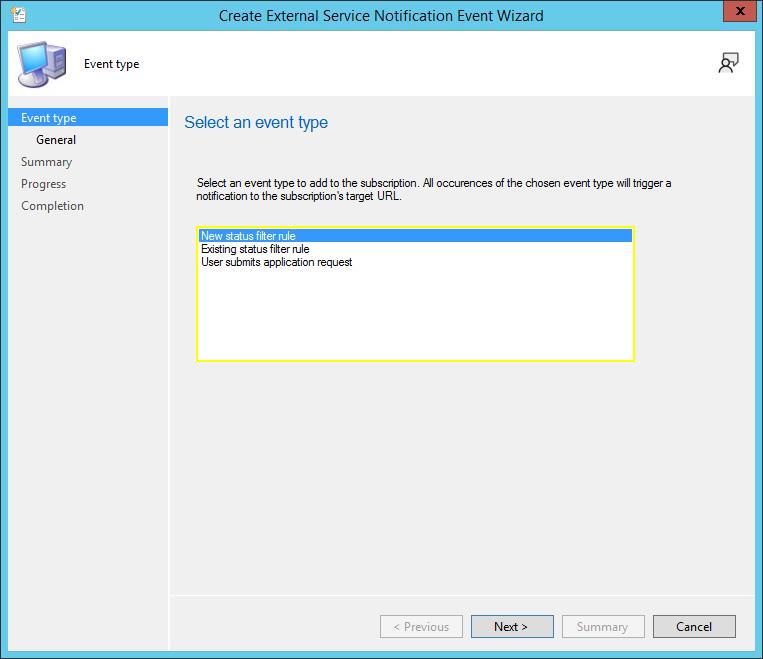 Create External Service Notification Event Wizard
x
Event type
Event type
General
Summary
Progress
Completion
Select an event type
Select an event type to add to the subscription. All occurences of the chosen event type will trigger a
notification to the subscription's target URL.
New status filter rule
Existing status filter rule
User submits application request
< Previous
Next >
Summary
Cancel